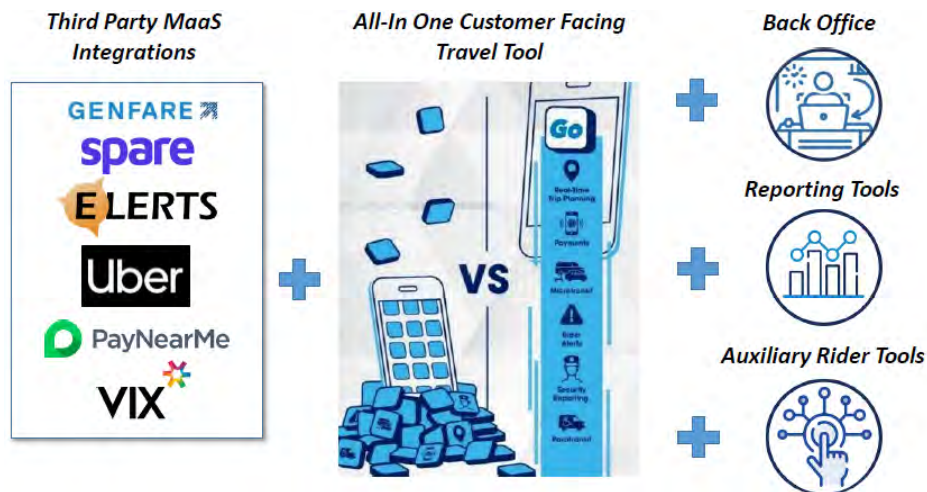 Third Party MaaS
Integrations
GENFARE
spare
ELERTS
Uber
PayNearMe
VIX
All-In One Customer Facing
Travel Tool
VS
Go
Real-Time
Trip Planning
Payments
Microtransit
Rider
Alerts
Security
Reporting
Paratransit
Back Office
Reporting Tools
Auxiliary Rider Tools